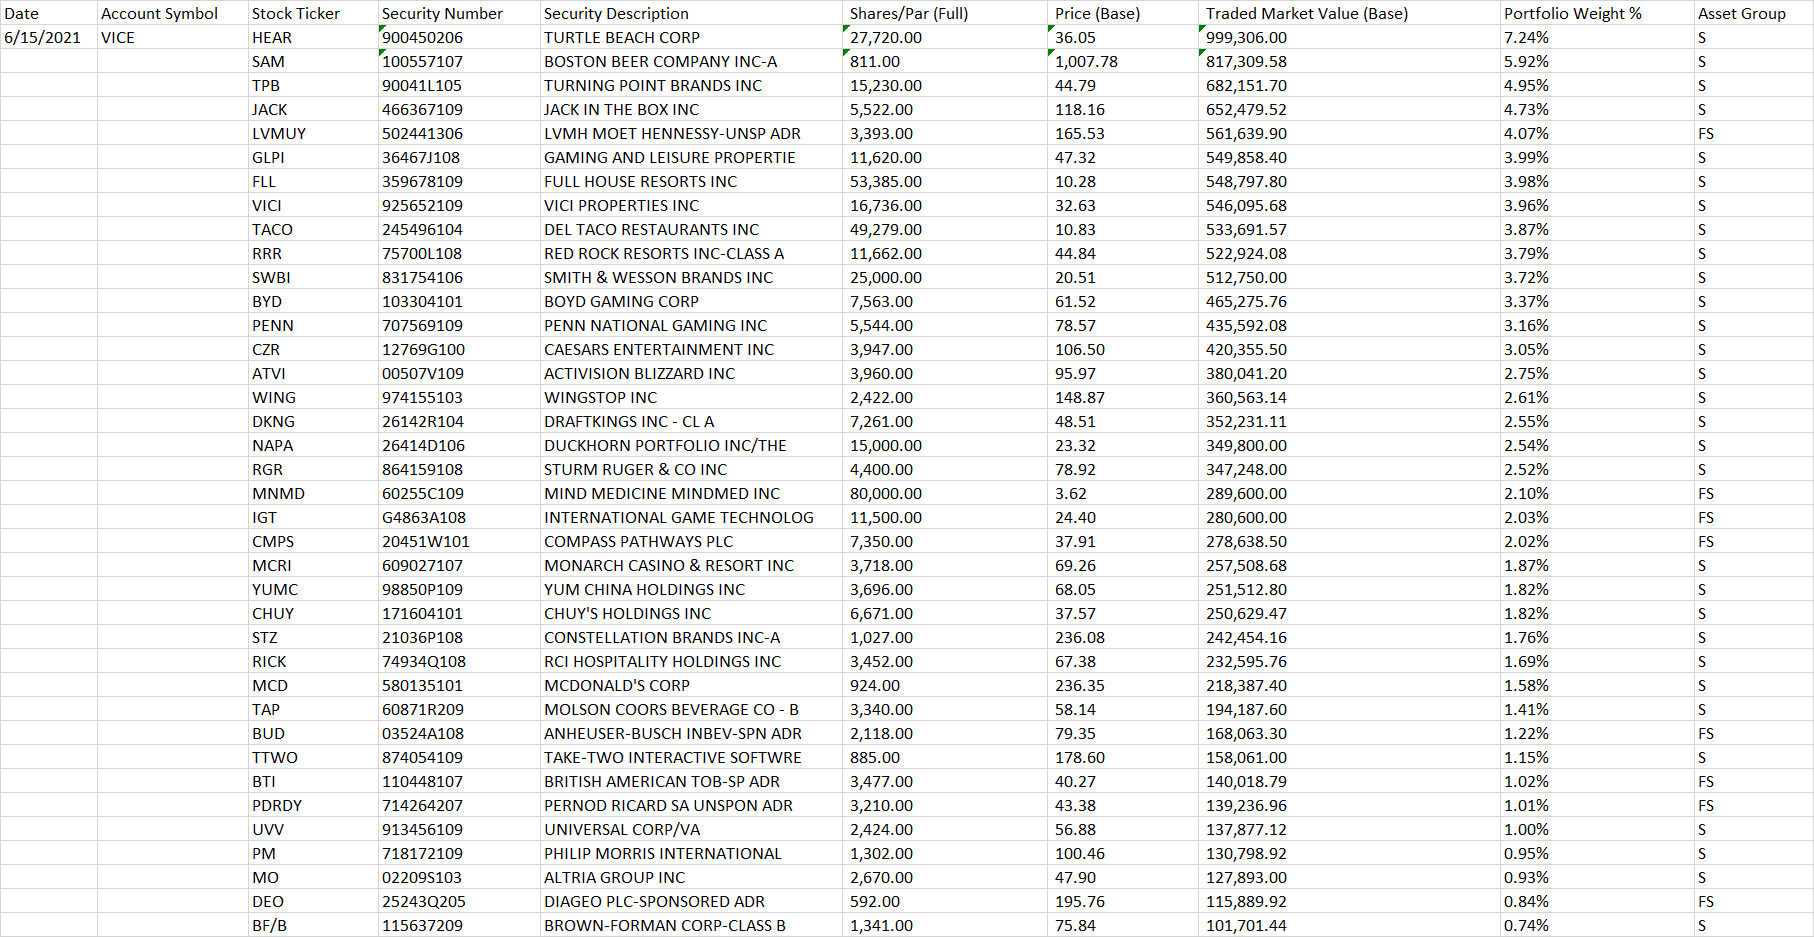 Date Account Symbol Stock Ticker Security Number Security Description Shares/Par (Full) Price (Base) Traded Market Value (Base) Portfolio Weight % Asset Group
6/15/2021 VICE HEAR 900450206 TURTLE BEACH CORP 27,720.00 36.05 999,306.00 7.24% S
SAM 100557107 BOSTON BEER COMPANY INC-A 811.00 1,007.78 817,309.58 5.92% S
TPB 90041L105 TURNING POINT BRANDS INC 15,230.00 44.79 682,151.70 4.95% S
JACK 466367109 JACK IN THE BOX INC 5,522.00 118.16 652,479.52 4.73% S
LVMUY 502441306 LVMH MOET HENNESSY-UNSP ADR 3,393.00 165.53 561,639.90 4.07% FS
GLPI 36467J108 GAMING AND LEISURE PROPERTIE 11,620.00 47.32 549,858.40 3.99% S
FLL 359678109 FULL HOUSE RESORTS INC 53,385.00 10.28 548,797.80 3.98% S
VICI 925652109 VICI PROPERTIES INC 16,736.00 32.63 546,095.68 3.96% S
TACO 245496104 DEL TACO RESTAURANTS INC 49,279.00 10.83 533,691.57 3.87% S
RRR 75700L108 RED ROCK RESORTS INC-CLASS A 11,662.00 44.84 522,924.08 3.79% S
SWBI 831754106 SMITH & WESSON BRANDS INC 25,000.00 20.51 512,750.00 3.72% S
BYD 103304101 BOYD GAMING CORP 7,563.00 61.52 465,275.76 3.37% S
PENN 707569109 PENN NATIONAL GAMING INC 5,544.00 78.57 435,592.08 3.16% S
CZR 12769G100 CAESARS ENTERTAINMENT INC 3,947.00 106.50 420,355.50 3.05% S
ATVI 00507V109 ACTIVISION BLIZZARD INC 3,960.00 95.97 380,041.20 2.75% S
WING 974155103 WINGSTOP INC 2,422.00 148.87 360,563.14 2.61% S
DKNG 26142R104 DRAFTKINGS INC - CL A 7,261.00 48.51 352,231.11 2.55% S
NAPA 26414D106 DUCKHORN PORTFOLIO INC/THE 15,000.00 23.32 349,800.00 2.54% S
RGR 864159108 STURM RUGER & CO INC 4,400.00 78.92 347,248.00 2.52% S
MNMD 60255C109 MIND MEDICINE MINDMED INC 80,000.00 3.62 289,600.00 2.10% FS
IGT G4863A108 INTERNATIONAL GAME TECHNOLOG 11,500.00 24.40 280,600.00 2.03% FS
CMPS 20451W101 COMPASS PATHWAYS PLC 7,350.00 37.91 278,638.50 2.02% FS
MCRI 609027107 MONARCH CASINO & RESORT INC 3,718.00 69.26 257,508.68 1.87% S
YUMC 98850P109 YUM CHINA HOLDINGS INC 3,696.00 68.05 251,512.80 1.82% S
CHUY 171604101 CHUY'S HOLDINGS INC 6,671.00 37.57 250,629.47 1.82% S
STZ 21036P108 CONSTELLATION BRANDS INC-A 1,027.00 236.08 242,454.16 1.76% S
RICK 74934Q108 RCI HOSPITALITY HOLDINGS INC 3,452.00 67.38 232,595.76 1.69% S
MCD 580135101 MCDONALD'S CORP 924.00 236.35 218,387.40 1.58% S
TAP 60871R209 MOLSON COORS BEVERAGE CO - B 3,340.00 58.14 194,187.60 1.41% S
BUD 03524A108 ANHEUSER-BUSCH INBEV-SPN ADR 2,118.00 79.35 168,063.30 1.22% FS
TTWO 874054109 TAKE-TWO INTERACTIVE SOFTWRE 885.00 178.60 158,061.00 1.15% S
BTI 110448107 BRITISH AMERICAN TOB-SP ADR 3,477.00 40.27 140,018.79 1.02% FS
PDRDY 714264207 PERNOD RICARD SA UNSPON ADR 3,210.00 43.38 139,236.96 1.01% FS
UVV 913456109 UNIVERSAL CORP/VA 2,424.00 56.88 137,877.12 1.00% S
PM 718172109 PHILIP MORRIS INTERNATIONAL 1,302.00 100.46 130,798.92 0.95% S
MO 02209S103 ALTRIA GROUP INC 2,670.00 47.90 127,893.00 0.93% S
DEO 25243Q205 DIAGEO PLC-SPONSORED ADR 592.00 195.76 115,889.92 0.84% FS
BF/B 115637209 BROWN-FORMAN CORP-CLASS B 1,341.00 75.84 101,701.44 0.74% S